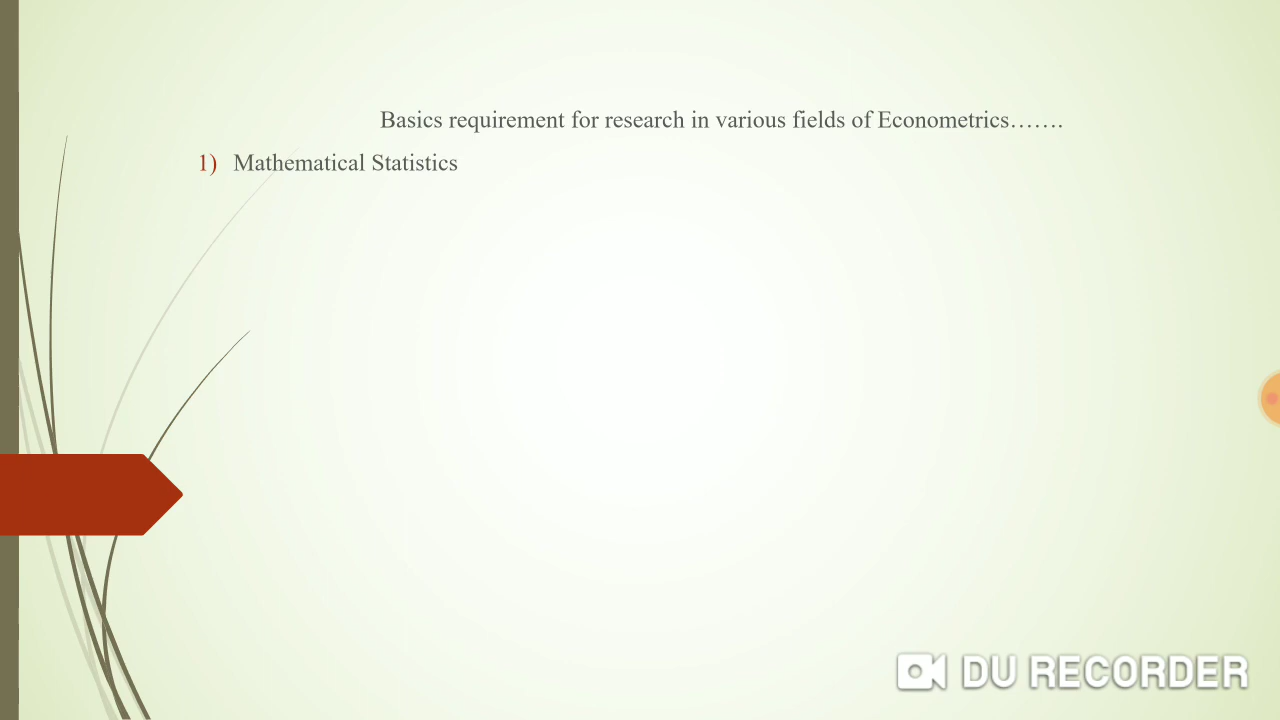 Basics requirement for research in various fields of Econometrics…….
1) Mathematical Statistics
DU RECORDER